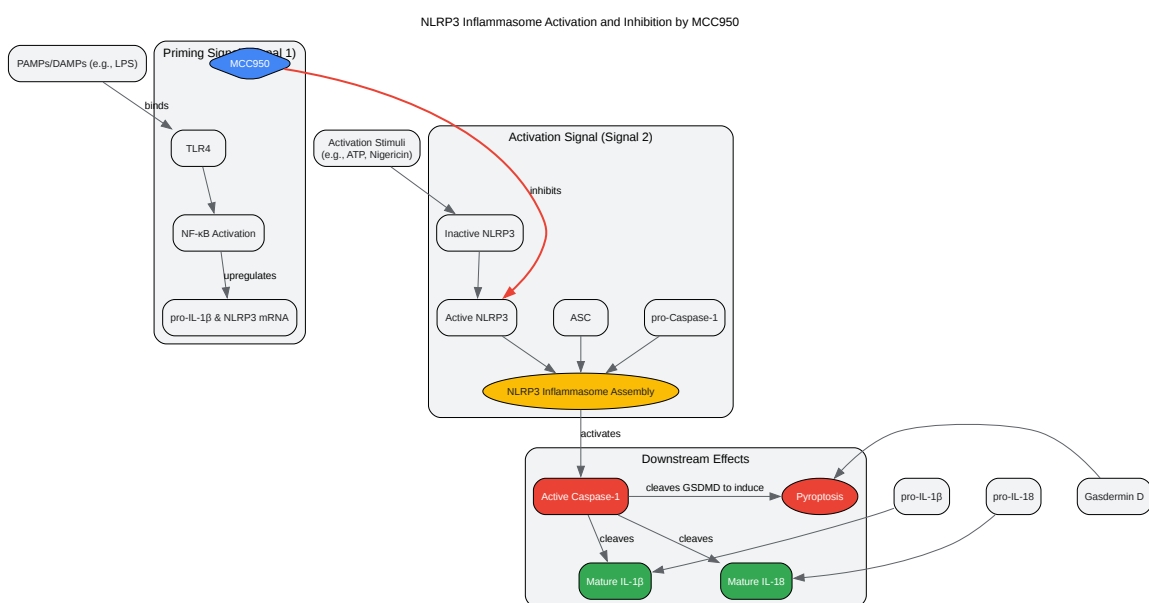 NLRP3 Inflammasome Activation and Inhibition by MCC950
Priming Signal (Signal 1)
MCC950
PAMPs/DAMPs (e.g., LPS)
binds
TLR4
NF-κB Activation
upregulates
pro-IL-1β & NLRP3 mRNA
Activation Stimuli
(e.g., ATP, Nigericin)
Activation Signal (Signal 2)
inhibits
Inactive NLRP3
Active NLRP3
ASC
pro-Caspase-1
NLRP3 Inflammasome Assembly
activates
Downstream Effects
Active Caspase-1
cleaves GSDMD to induce
Pyroptosis
pro-IL-1β
pro-IL-18
Gasdermin D
cleaves
cleaves
Mature IL-1β
Mature IL-18